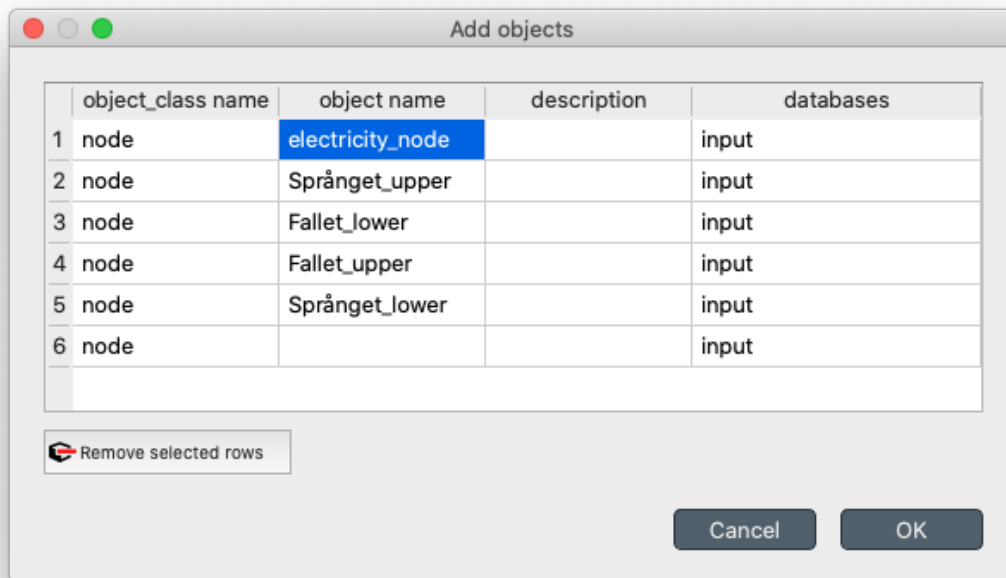 Add objects
object_class name object name description databases
1 node electricity_node input
2 node Språnget_upper input
3 node Fallet_lower input
4 node Fallet_upper input
5 node Språnget_lower input
6 node input
Remove selected rows
Cancel OK